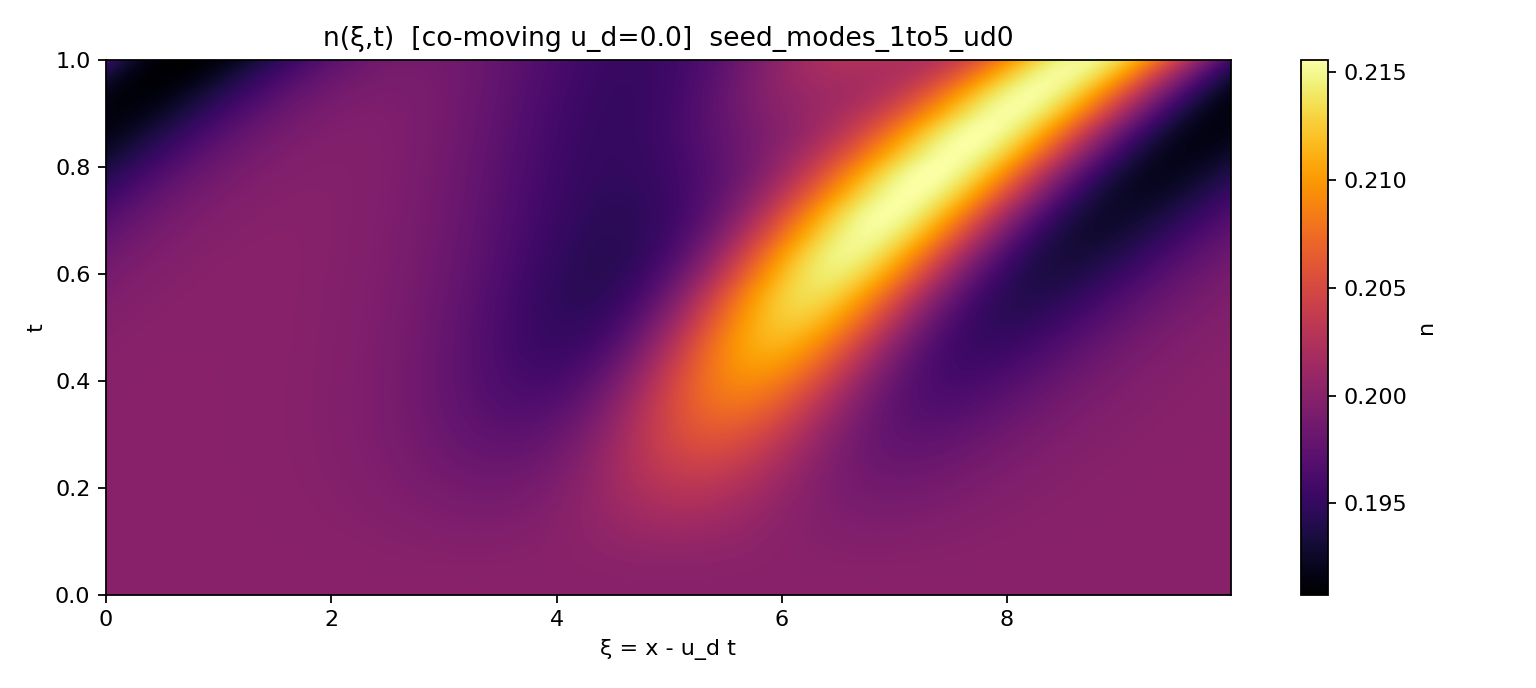 n(ξ,t)  [co-moving u_d=0.0]  seed_modes_1to5_ud0
1.0
0.8
0.6
0.4
0.2
0.0
t
0 2 4 6 8
ξ = x - u_d t
0.215
0.210
0.205
0.200
0.195
n